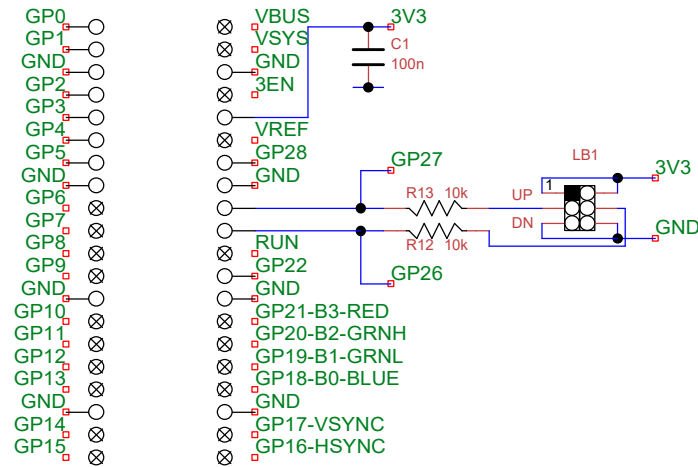 GP0
GP1
GND
GP2
GP3
GP4
GP5
GND
GP6
GP7
GP8
GP9
GND
GP10
GP11
GP12
GP13
GND
GP14
GP15
VBUS
VSYS
GND
3EN
VREF
GP28
GND
RUN
GP22
GND
GP21-B3-RED
GP20-B2-GRNH
GP19-B1-GRNL
GP18-B0-BLUE
GND
GP17-VSYNC
GP16-HSYNC
3V3
C1
100n
GP27
R13 10k
R12 10k
GP26
LB1
1
UP
DN
3V3
GND